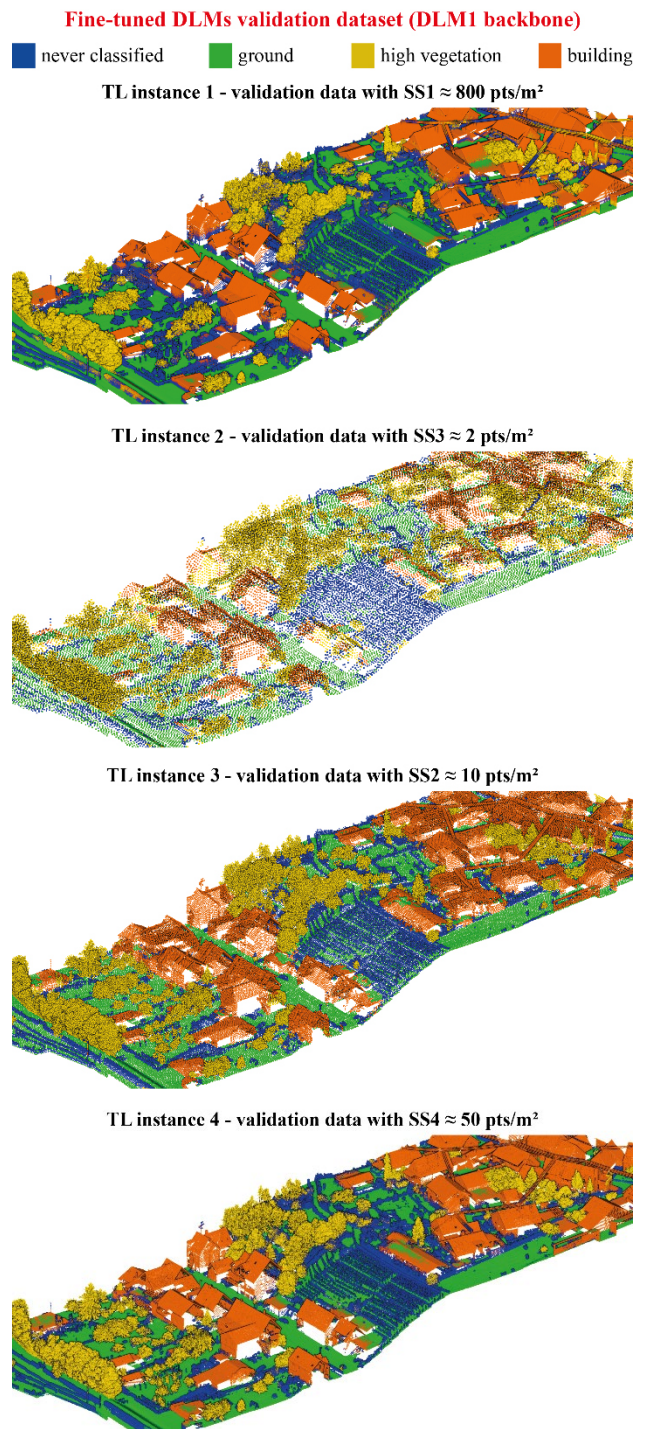 Fine-tuned DLMs validation dataset (DLM1 backbone)
never classified ground high vegetation building
TL instance 1 - validation data with SS1 ≈ 800 pts/m²
TL instance 2 - validation data with SS3 ≈ 2 pts/m²
TL instance 3 - validation data with SS2 ≈ 10 pts/m²
TL instance 4 - validation data with SS4 ≈ 50 pts/m²